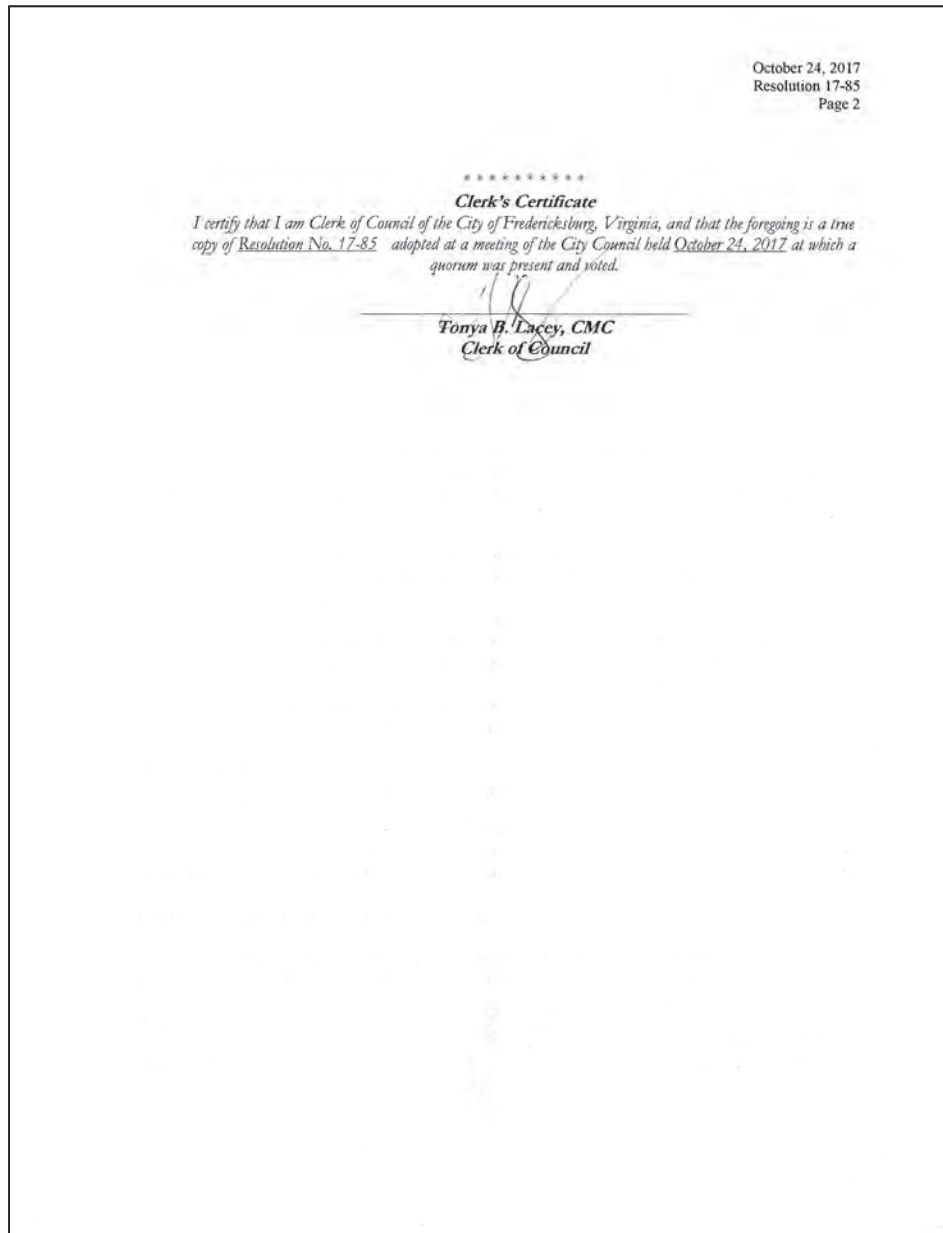 October 24, 2017
Resolution 17-85
Page 2
* * * * * * * * * *
Clerk's Certificate
I certify that I am Clerk of Council of the City of Fredericksburg, Virginia, and that the foregoing is a true
copy of Resolution No. 17-85 adopted at a meeting of the City Council held October 24, 2017 at which a
quorum was present and voted.
Tonya B. Lacey, CMC
Clerk of Council